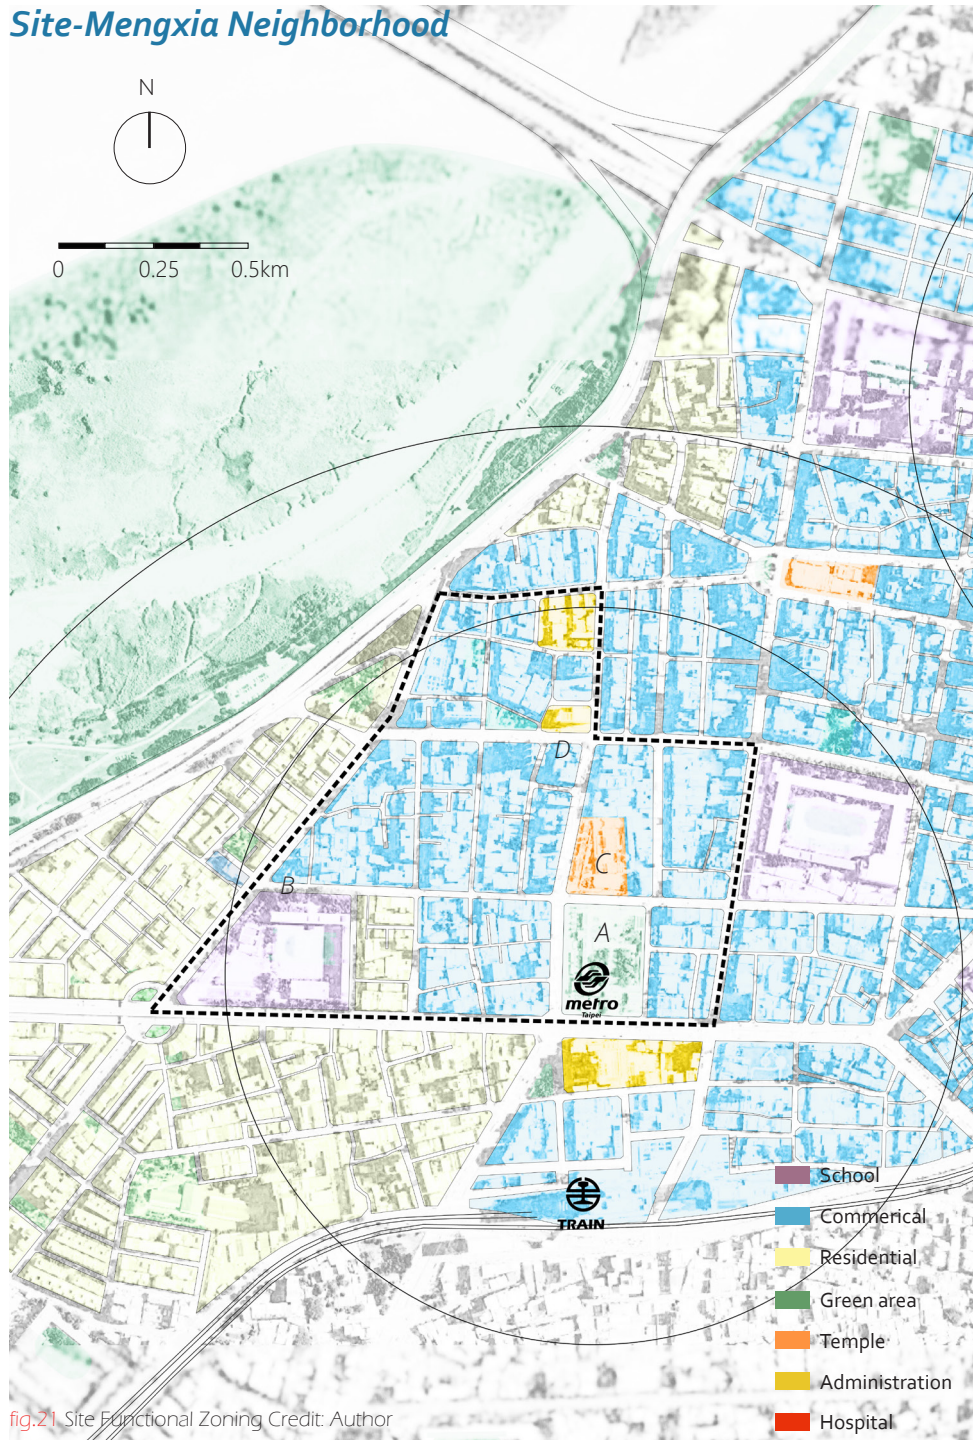 Site-Mengxia Neighborhood
N
0 0.25 0.5km
D
C
B
A
metro
Taipei
TRAIN
School
Commerical
Residential
Green area
Temple
Administration
Hospital
fig.21 Site Functional Zoning Credit: Author